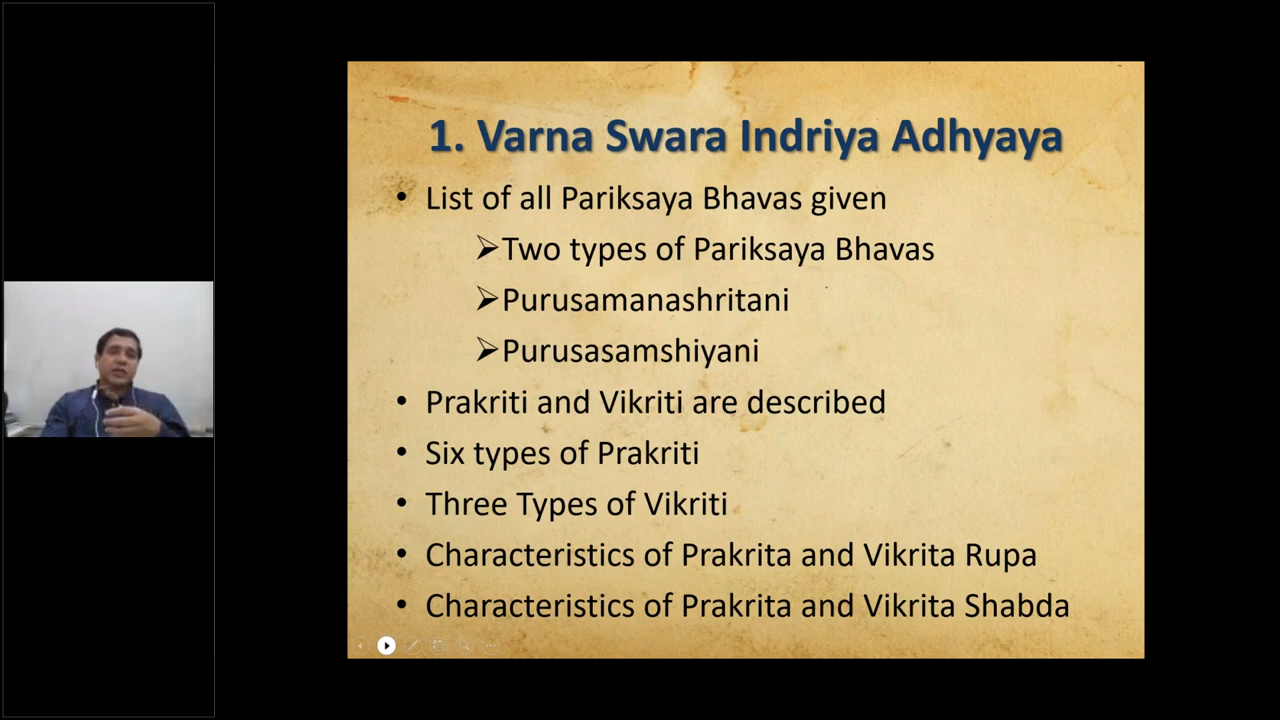 1. Varna Swara Indriya Adhyaya
• List of all Pariksaya Bhavas given
➢Two types of Pariksaya Bhavas
➢Purusamanashritani
➢Purusasamshiyani
• Prakriti and Vikriti are described
• Six types of Prakriti
• Three Types of Vikriti
• Characteristics of Prakrita and Vikrita Rupa
• Characteristics of Prakrita and Vikrita Shabda